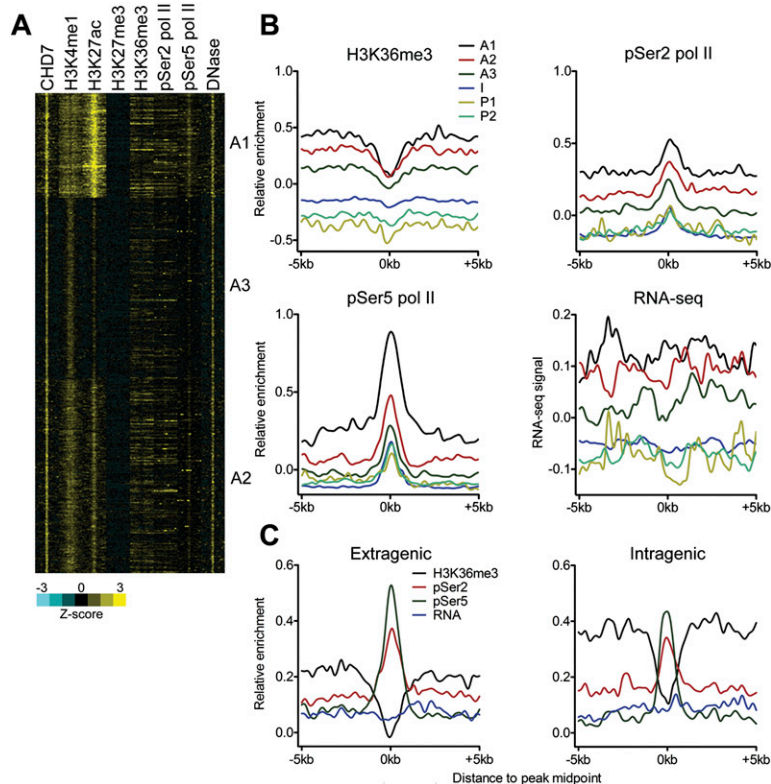 A
CHD7
H3K4me1
H3K27ac
H3K27me3
H3K36me3
pSer2 pol II
pSer5 pol II
DNase
A1
A3
A2
-3 0 3
Z-score
B
H3K36me3
A1
A2
A3
I
P1
P2
Relative enrichment
1.0
0.5
0.0
-0.5
-5kb 0kb +5kb
pSer2 pol II
1.0
0.5
0.0
-5kb 0kb +5kb
pSer5 pol II
Relative enrichment
1.0
0.5
0.0
-5kb 0kb +5kb
RNA-seq
RNA-seq signal
0.2
0.1
0.0
-0.1
-5kb 0kb +5kb
C
Extragenic
H3K36me3
pSer2
pSer5
RNA
Relative enrichment
0.6
0.4
0.2
0.0
-5kb 0kb +5kb
Intragenic
0.6
0.4
0.2
0.0
-5kb 0kb +5kb
Distance to peak midpoint